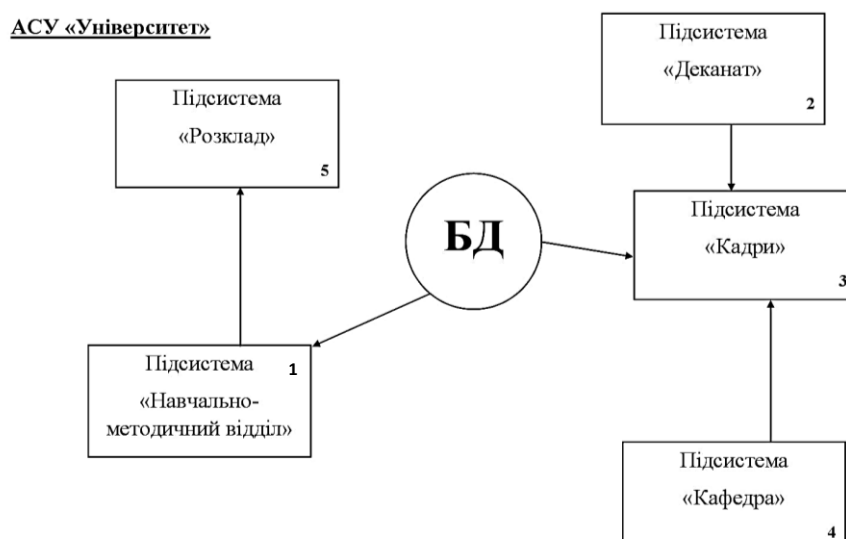 АСУ «Університет»
Підсистема
«Деканат»
2
Підсистема
«Розклад»
5
БД
Підсистема
«Кадри»
3
Підсистема
1
«Навчально-
методичний відділ»
Підсистема
«Кафедра»
4